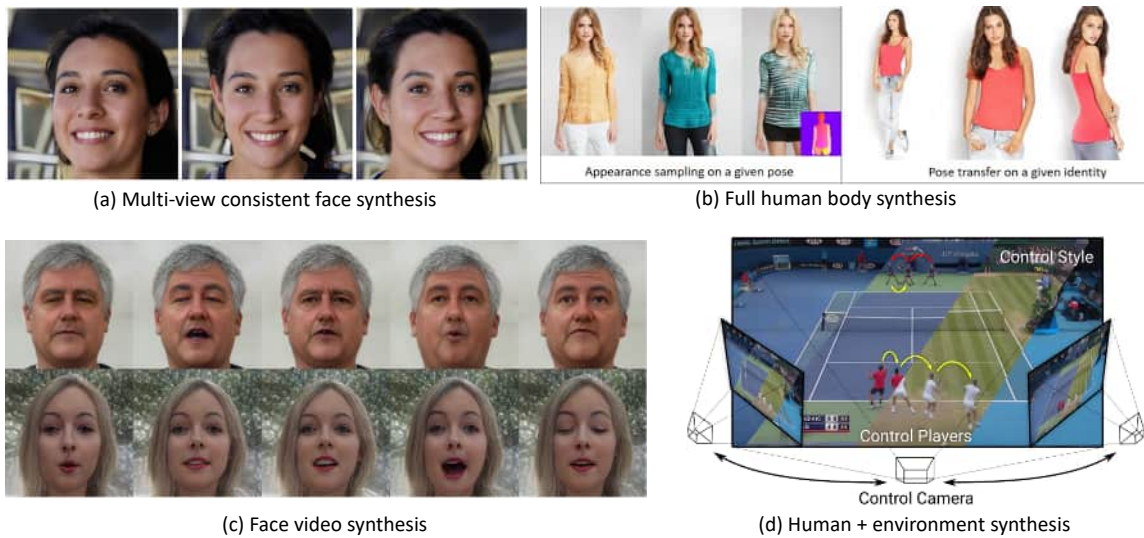 (a) Multi-view consistent face synthesis
Appearance sampling on a given pose
Pose transfer on a given identity
(b) Full human body synthesis
(c) Face video synthesis
Control Style
Control Players
Control Camera
(d) Human + environment synthesis